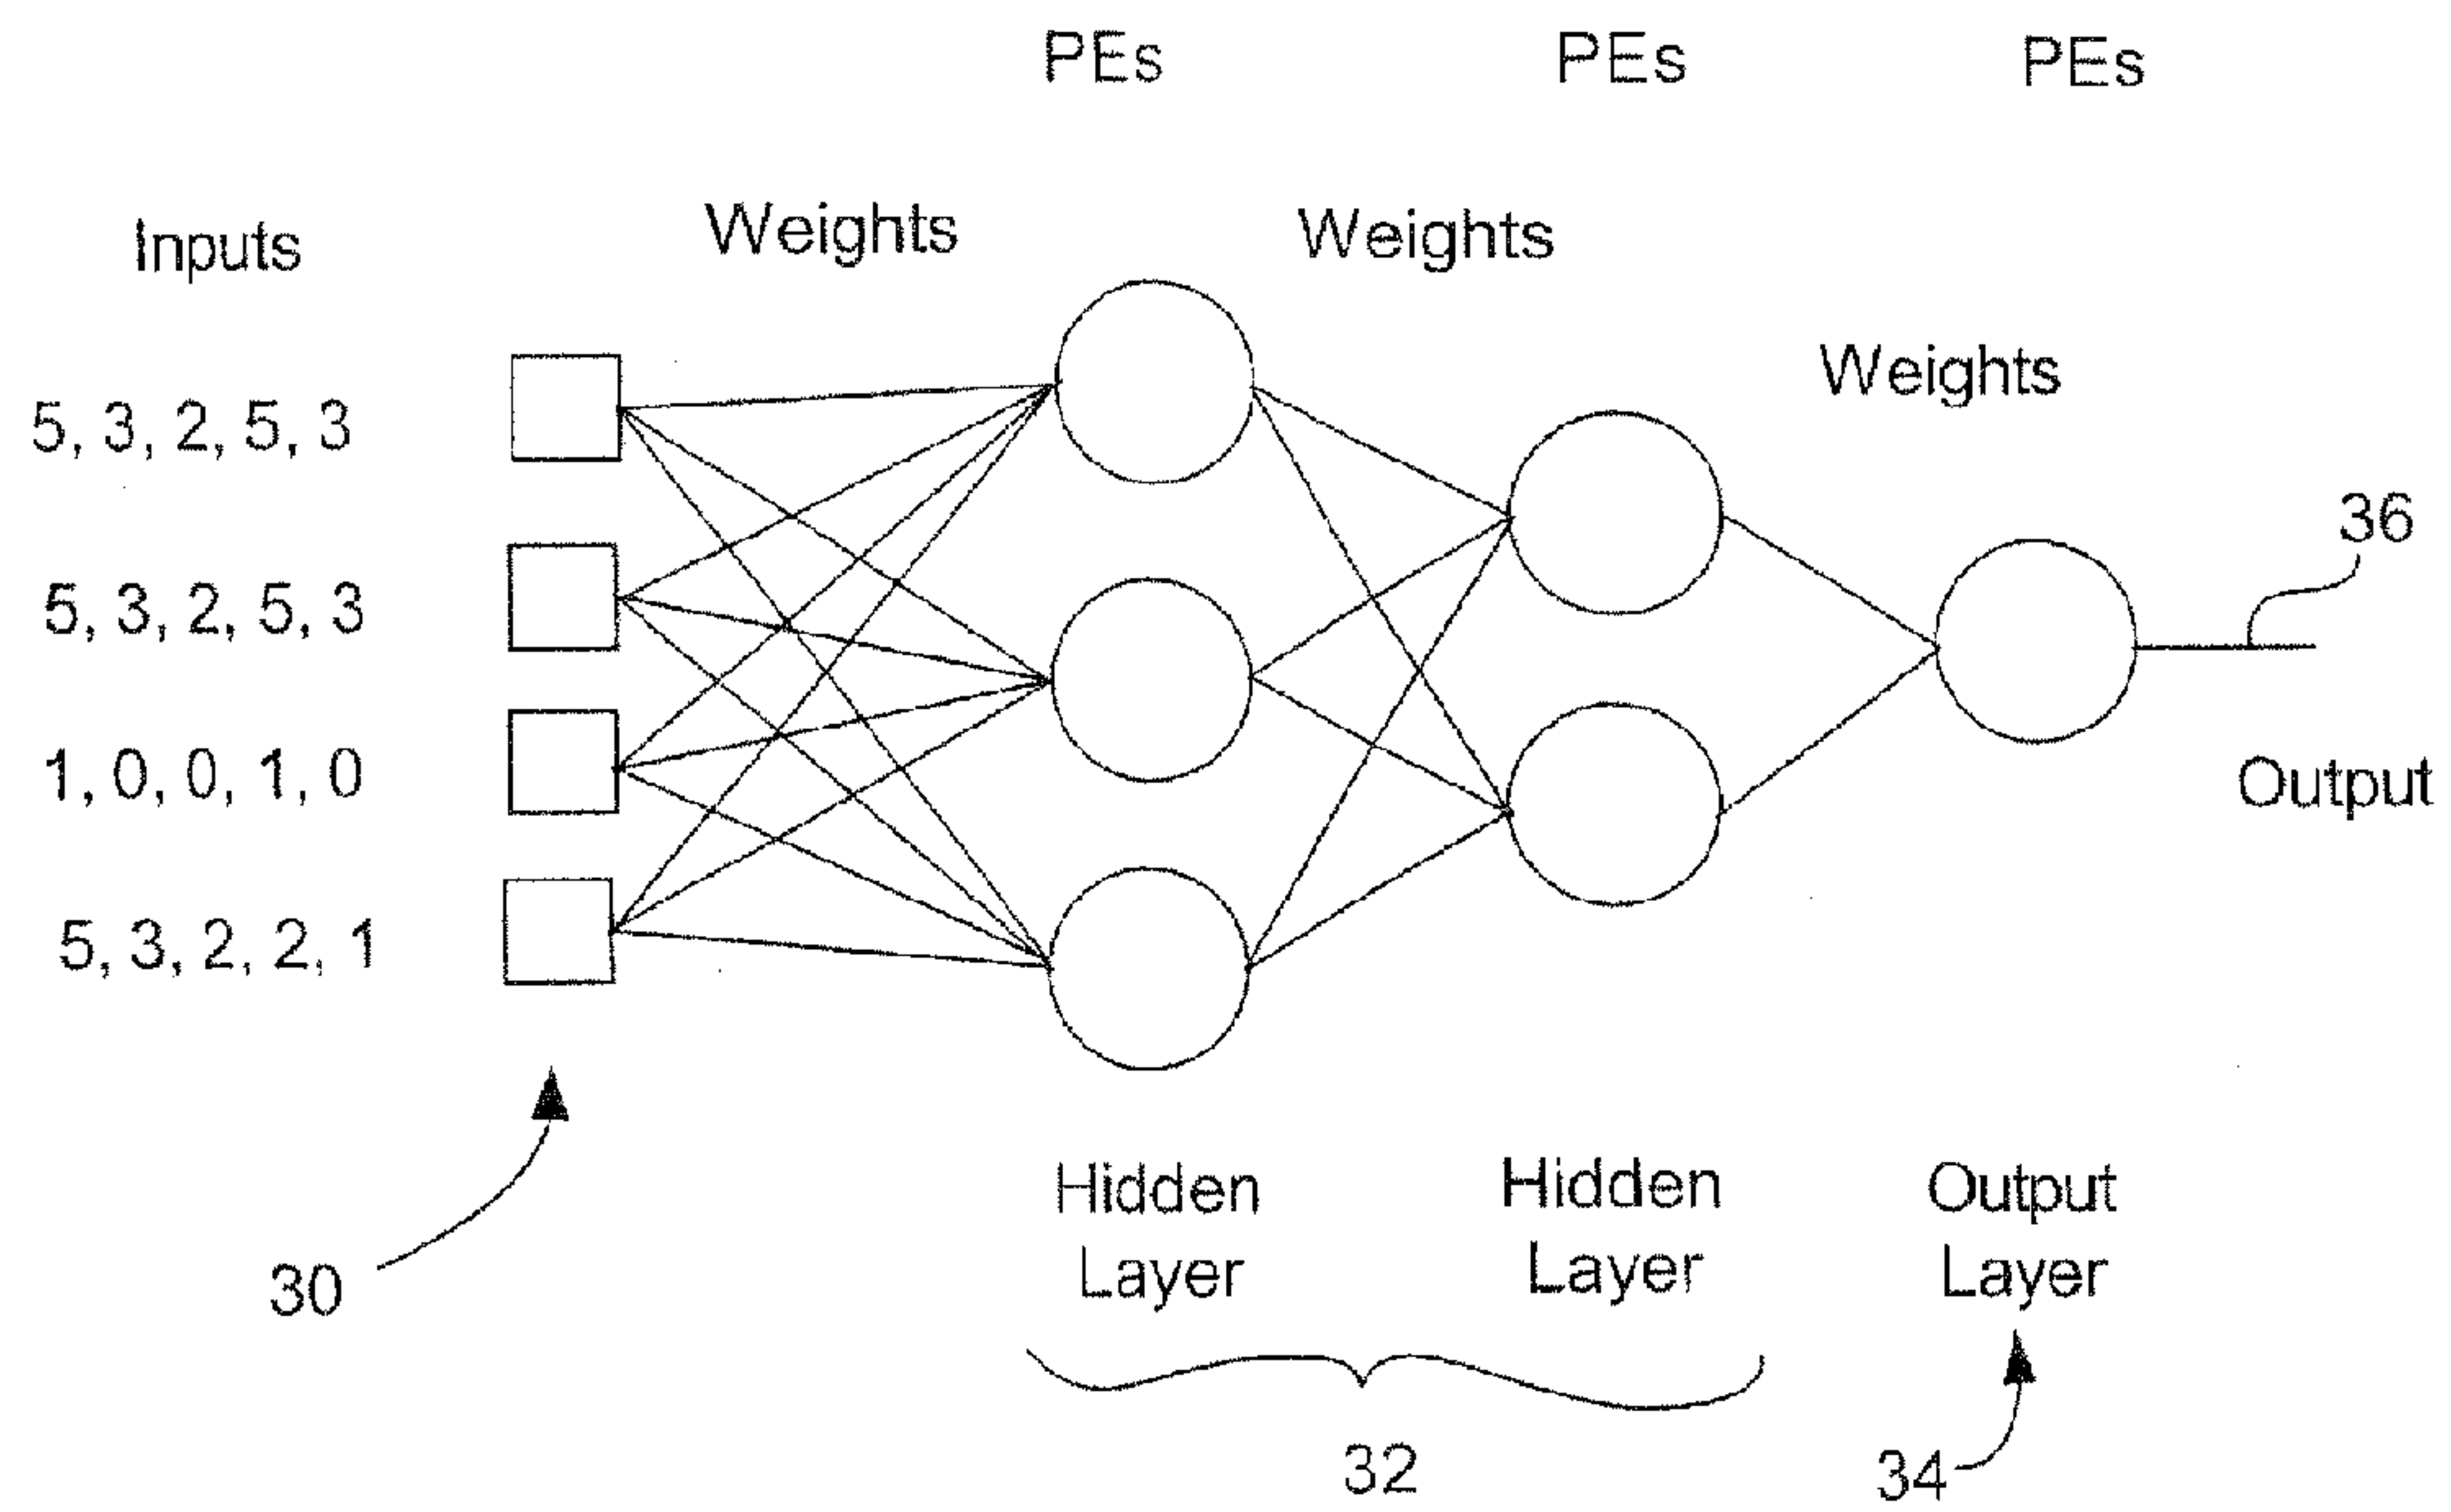 PEs PEs PEs
Inputs Weights Weights
Weights
5, 3, 2, 5, 3
36
5, 3, 2, 5, 3
1, 0, 0, 1, 0
Output
5, 3, 2, 2, 1
Hidden Layer
Hidden Layer
Output Layer
30
32
34